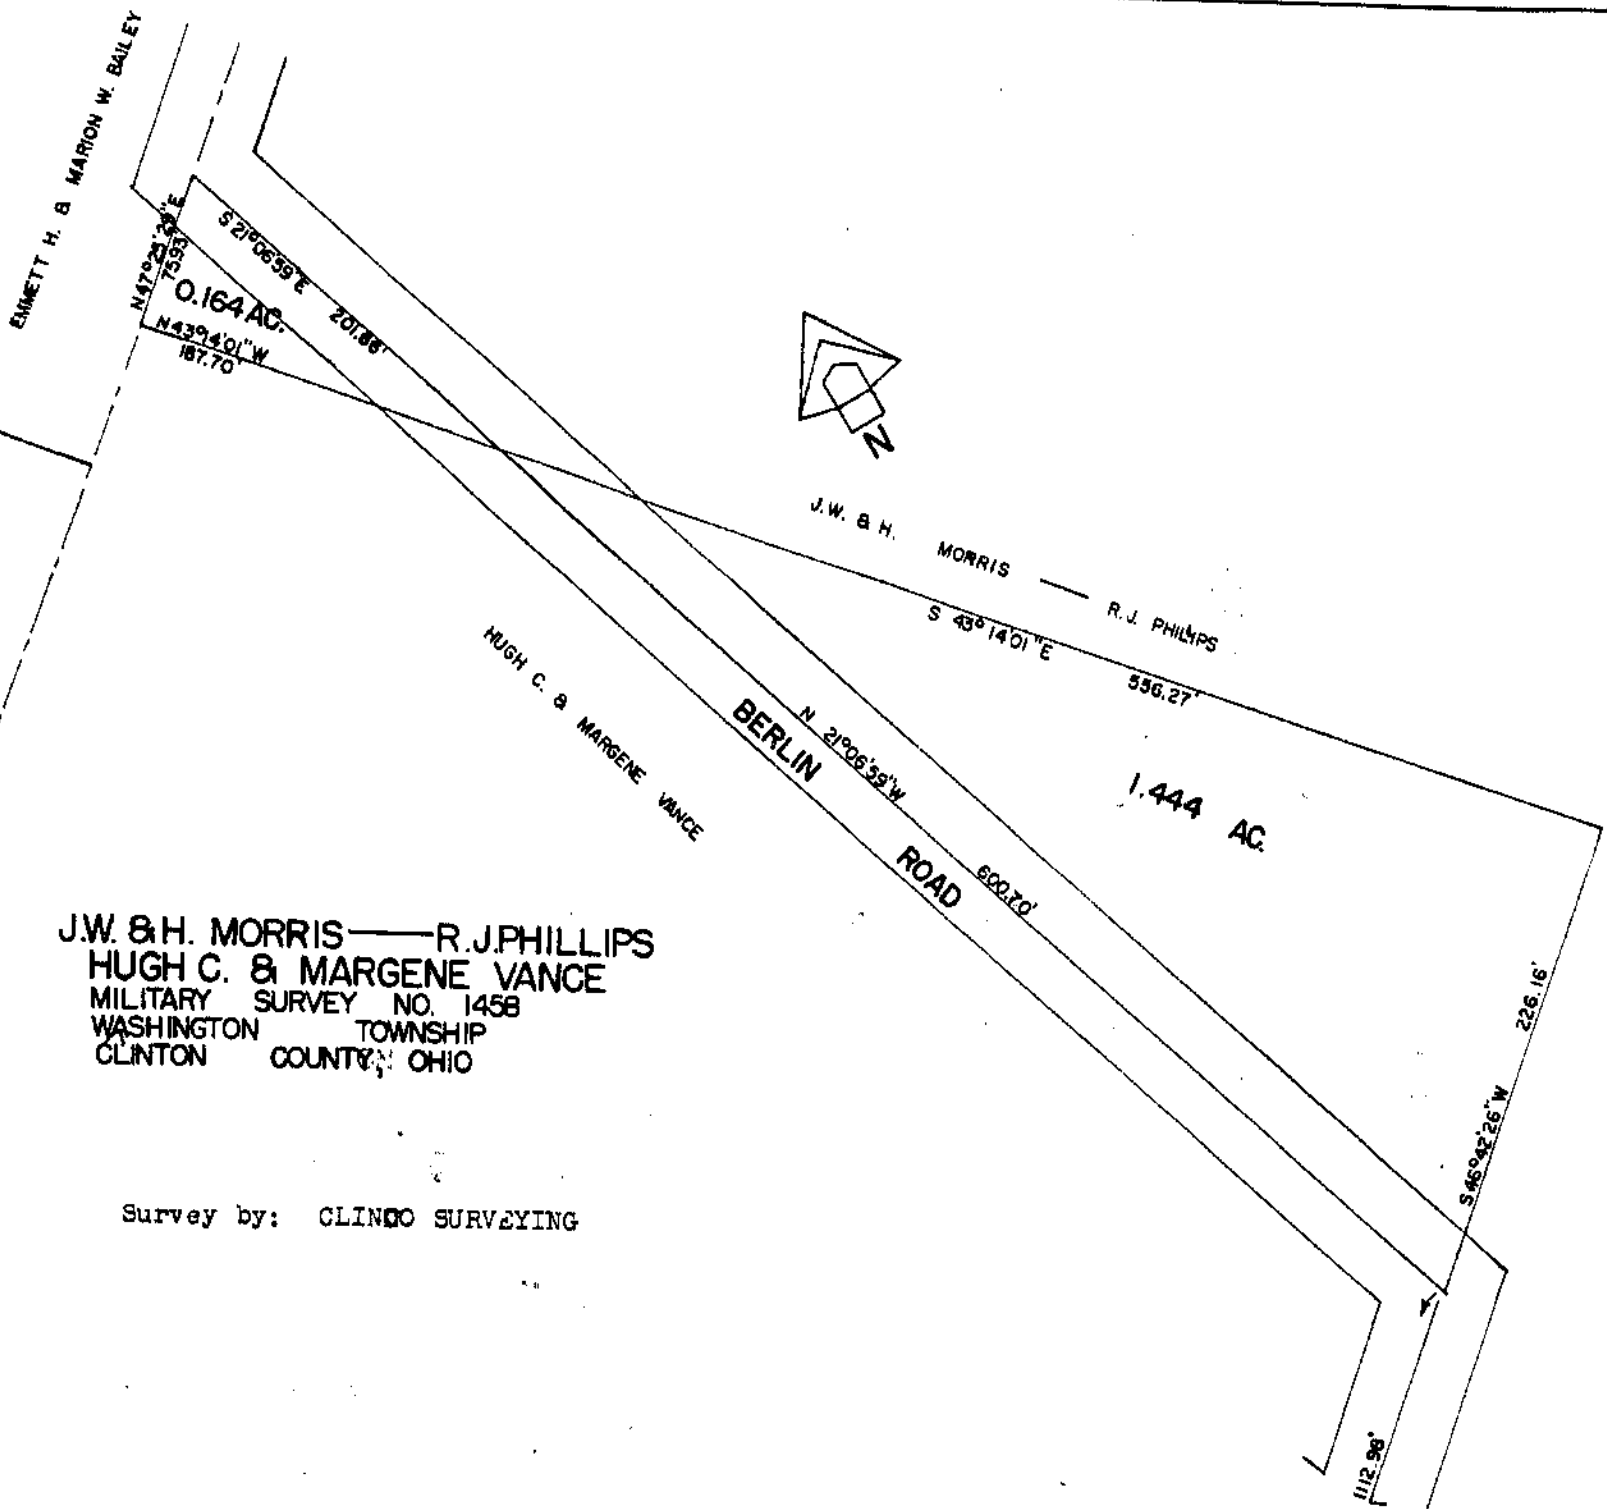 EMMETT H. & MARION W. BAILEY
N47°25'29"E
75.93'
S 21°06'59"E 201.88'
0.164 AC.
N43°14'01"W
187.70'
N
J.W. & H. MORRIS — R.J. PHILLIPS
S 43°14'01"E 556.27'
HUGH C. & MARGENE VANCE
BERLIN ROAD
N 21°06'59"W 600.70'
1.444 AC.
226.16'
S46°42'26"W
1112.98'
J.W. & H. MORRIS — R.J.PHILLIPS
HUGH C. & MARGENE VANCE
MILITARY SURVEY NO. 1458
WASHINGTON TOWNSHIP
CLINTON COUNTY, OHIO
Survey by: CLINCO SURVEYING